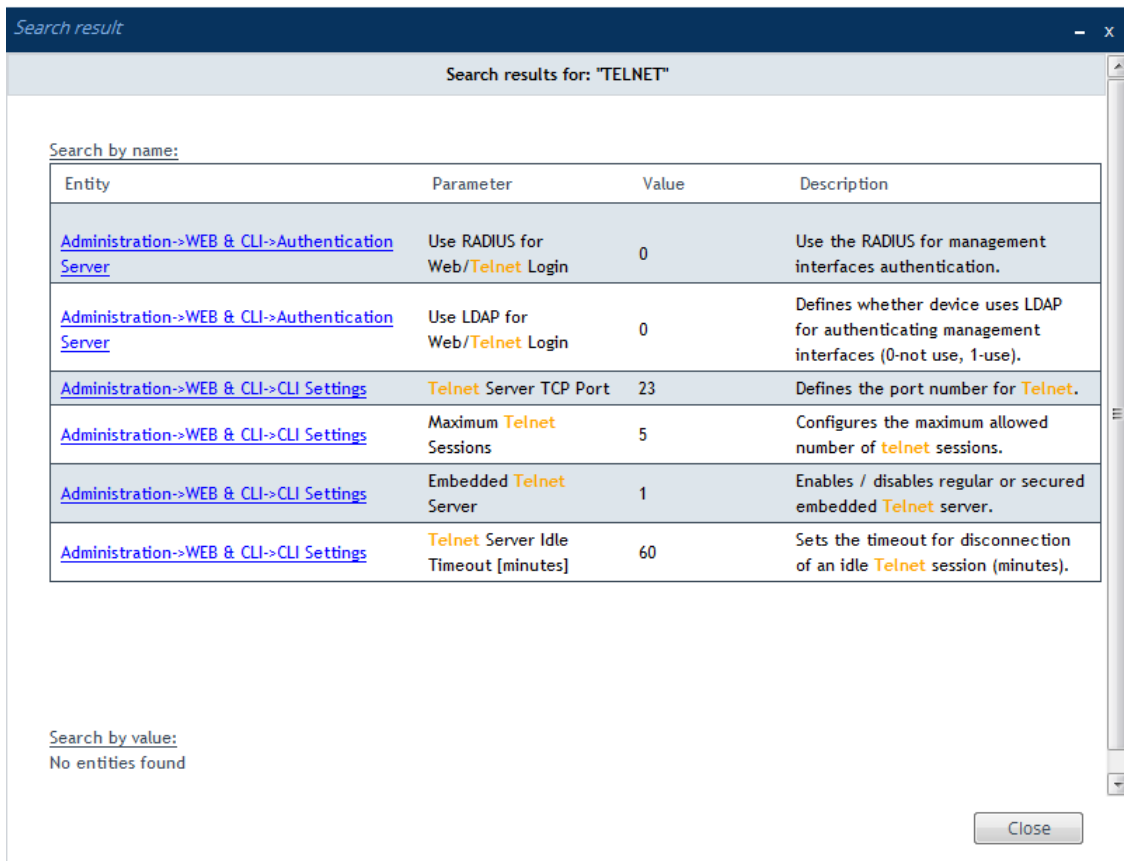 Search result
– x
Search results for: "TELNET"
Search by name:
Entity Parameter Value Description
Administration->WEB & CLI->Authentication Server
Use RADIUS for Web/Telnet Login
0
Use the RADIUS for management interfaces authentication.
Administration->WEB & CLI->Authentication Server
Use LDAP for Web/Telnet Login
0
Defines whether device uses LDAP for authenticating management interfaces (0-not use, 1-use).
Administration->WEB & CLI->CLI Settings
Telnet Server TCP Port
23
Defines the port number for Telnet.
Administration->WEB & CLI->CLI Settings
Maximum Telnet Sessions
5
Configures the maximum allowed number of telnet sessions.
Administration->WEB & CLI->CLI Settings
Embedded Telnet Server
1
Enables / disables regular or secured embedded Telnet server.
Administration->WEB & CLI->CLI Settings
Telnet Server Idle Timeout [minutes]
60
Sets the timeout for disconnection of an idle Telnet session (minutes).
Search by value:
No entities found
Close